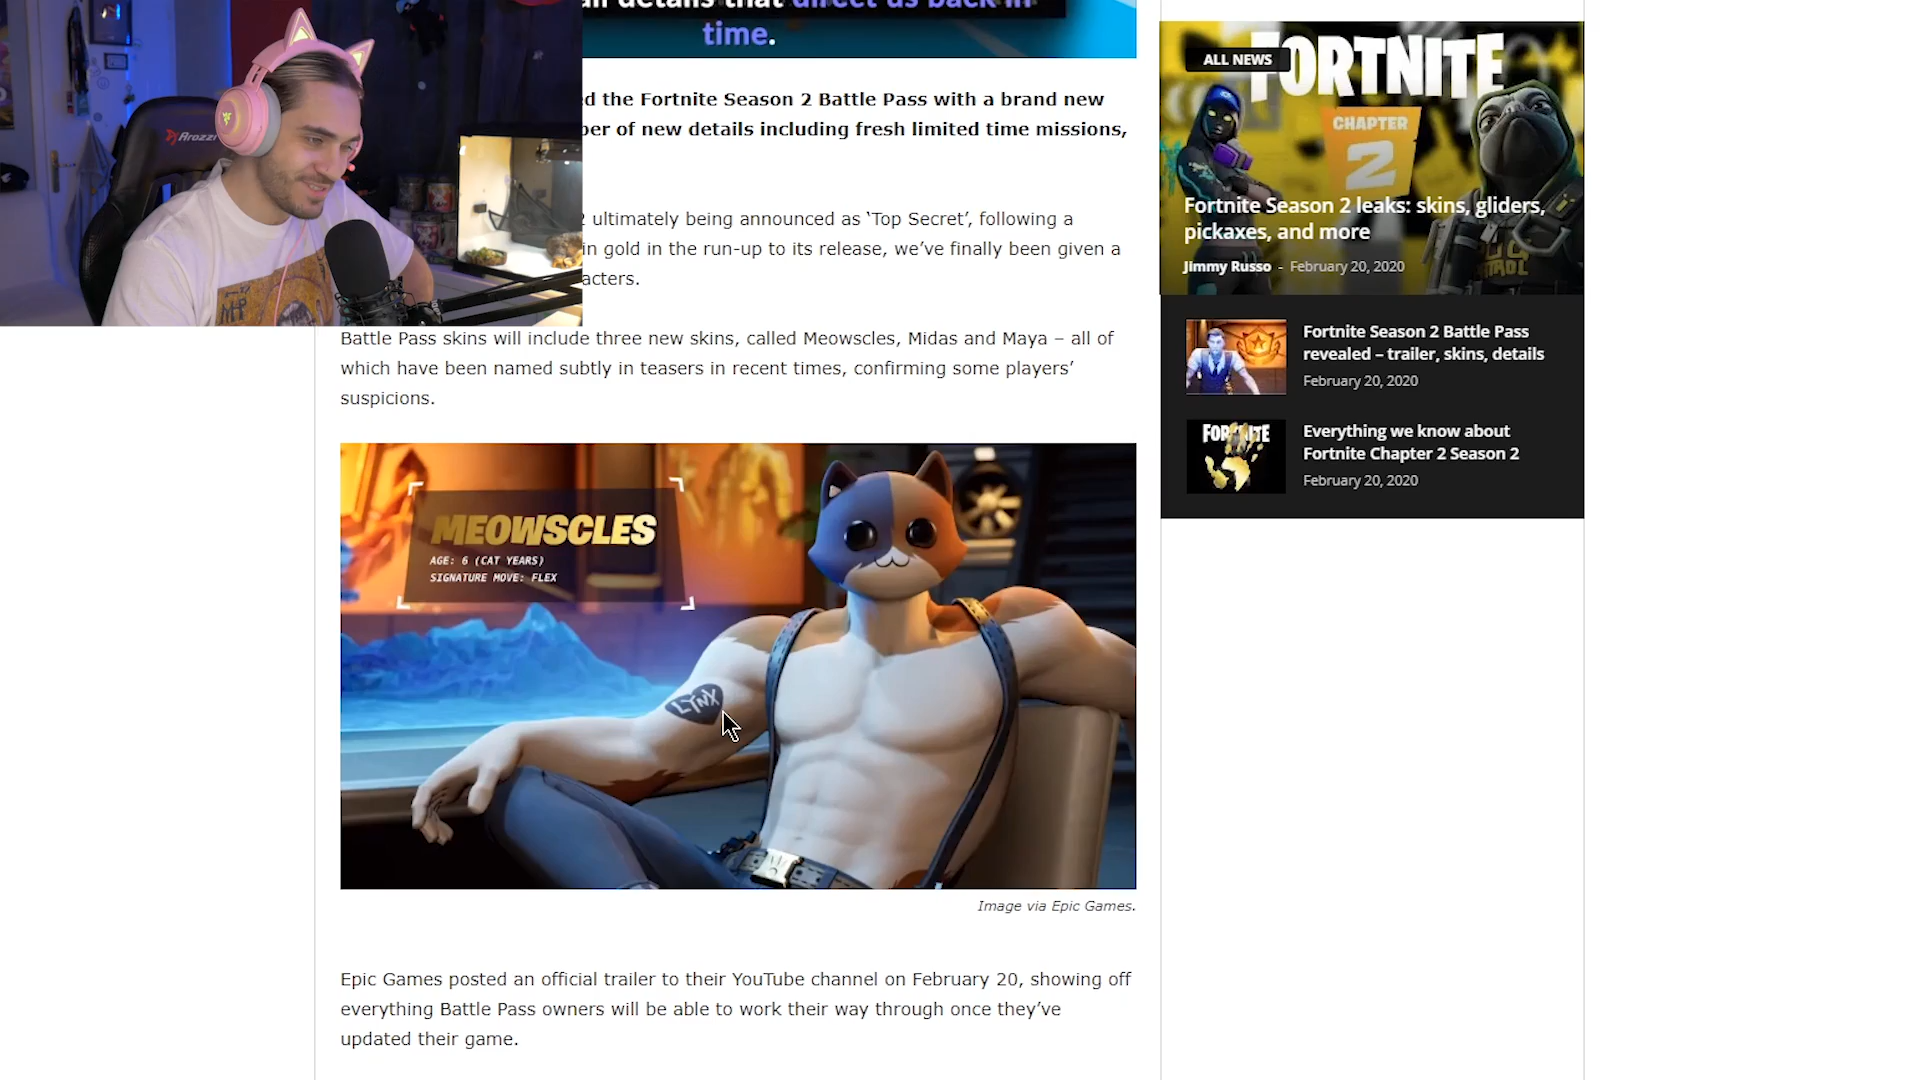 direct us back in
time.
the Fortnite Season 2 Battle Pass with a brand new
of new details including fresh limited time missions,
ultimately being announced as ‘Top Secret’, following a
in gold in the run-up to its release, we’ve finally been given a
Battle Pass skins will include three new skins, called Meowscles, Midas and Maya – all of
which have been named subtly in teasers in recent times, confirming some players’
suspicions.
MEOWSCLES
AGE: 6 (CAT YEARS)
SIGNATURE MOVE: FLEX
LYNX
Image via Epic Games.
Epic Games posted an official trailer to their YouTube channel on February 20, showing off
everything Battle Pass owners will be able to work their way through once they’ve
updated their game.
ALL NEWS
FORTNITE
CHAPTER
2
Fortnite Season 2 leaks: skins, gliders,
pickaxes, and more
Jimmy Russo - February 20, 2020
Fortnite Season 2 Battle Pass
revealed – trailer, skins, details
February 20, 2020
Everything we know about
Fortnite Chapter 2 Season 2
February 20, 2020